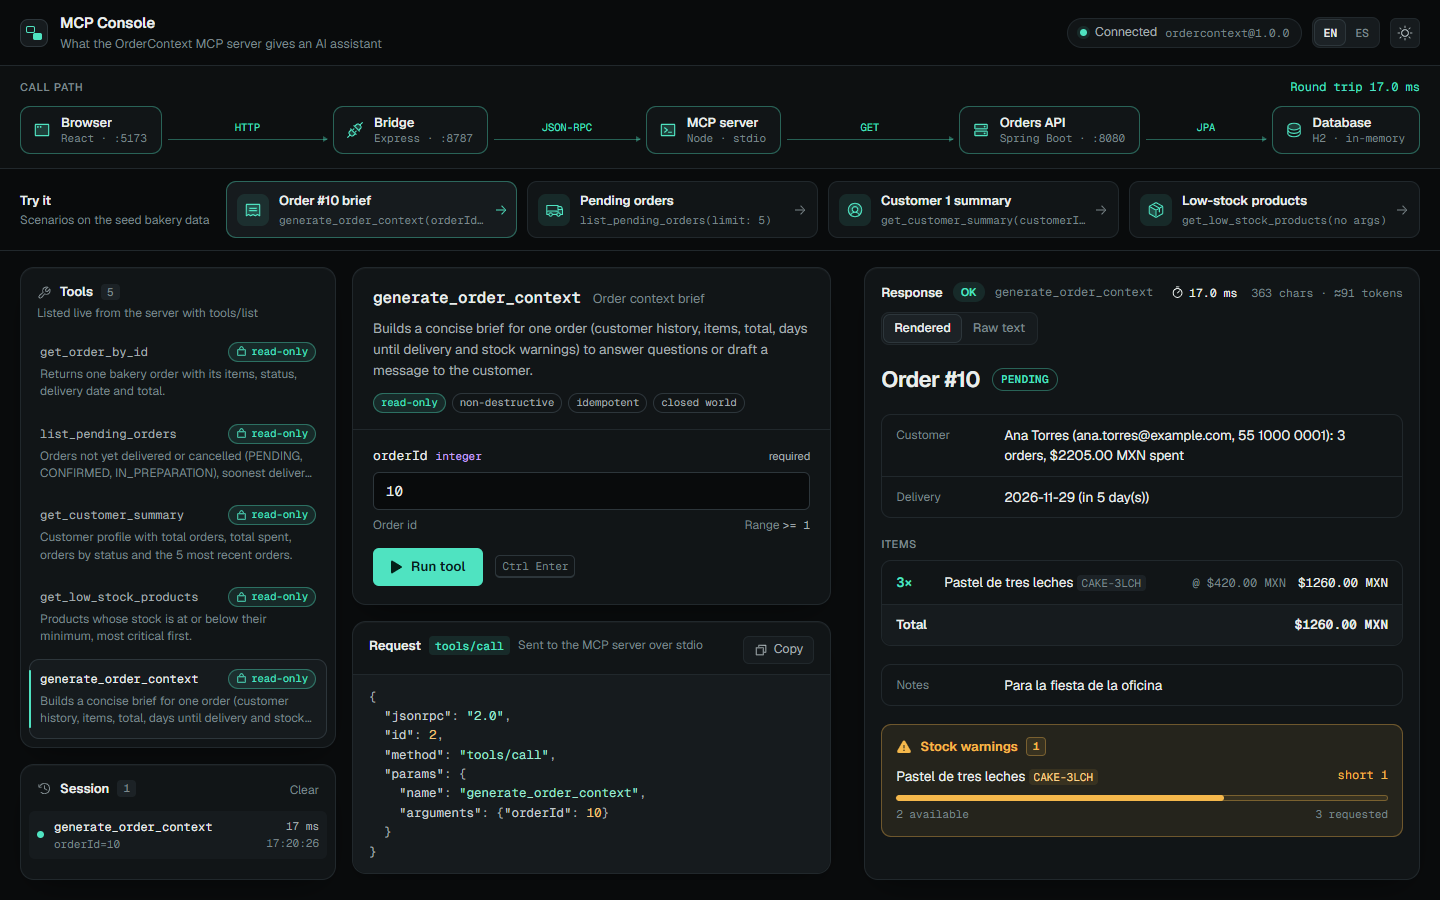 MCP Console
What the OrderContext MCP server gives an AI assistant
Connected ordercontext@1.0.0
EN ES
CALL PATH
Round trip 17.0 ms
Browser
React · :5173
HTTP
Bridge
Express · :8787
JSON-RPC
MCP server
Node · stdio
GET
Orders API
Spring Boot · :8080
JPA
Database
H2 · in-memory
Try it
Scenarios on the seed bakery data
Order #10 brief
generate_order_context(orderId…
Pending orders
list_pending_orders(limit: 5)
Customer 1 summary
get_customer_summary(customerI…
Low-stock products
get_low_stock_products(no args)
Tools 5
Listed live from the server with tools/list
get_order_by_id read-only
Returns one bakery order with its items, status,
delivery date and total.
list_pending_orders read-only
Orders not yet delivered or cancelled (PENDING,
CONFIRMED, IN_PREPARATION), soonest deliver…
get_customer_summary read-only
Customer profile with total orders, total spent,
orders by status and the 5 most recent orders.
get_low_stock_products read-only
Products whose stock is at or below their
minimum, most critical first.
generate_order_context read-only
Builds a concise brief for one order (customer
history, items, total, days until delivery and stock…
Session 1
Clear
generate_order_context 17 ms
orderId=10 17:20:26
generate_order_context Order context brief
Builds a concise brief for one order (customer history, items, total, days
until delivery and stock warnings) to answer questions or draft a
message to the customer.
read-only non-destructive idempotent closed world
orderId integer required
10
Order id Range >= 1
Run tool Ctrl Enter
Request tools/call Sent to the MCP server over stdio Copy
{
"jsonrpc": "2.0",
"id": 2,
"method": "tools/call",
"params": {
"name": "generate_order_context",
"arguments": {"orderId": 10}
}
}
Response OK generate_order_context 17.0 ms 363 chars · ≈91 tokens
Rendered Raw text
Order #10 PENDING
Customer Ana Torres (ana.torres@example.com, 55 1000 0001): 3
orders, $2205.00 MXN spent
Delivery 2026-11-29 (in 5 day(s))
ITEMS
3× Pastel de tres leches CAKE-3LCH @ $420.00 MXN $1260.00 MXN
Total $1260.00 MXN
Notes Para la fiesta de la oficina
Stock warnings 1
Pastel de tres leches CAKE-3LCH short 1
2 available 3 requested